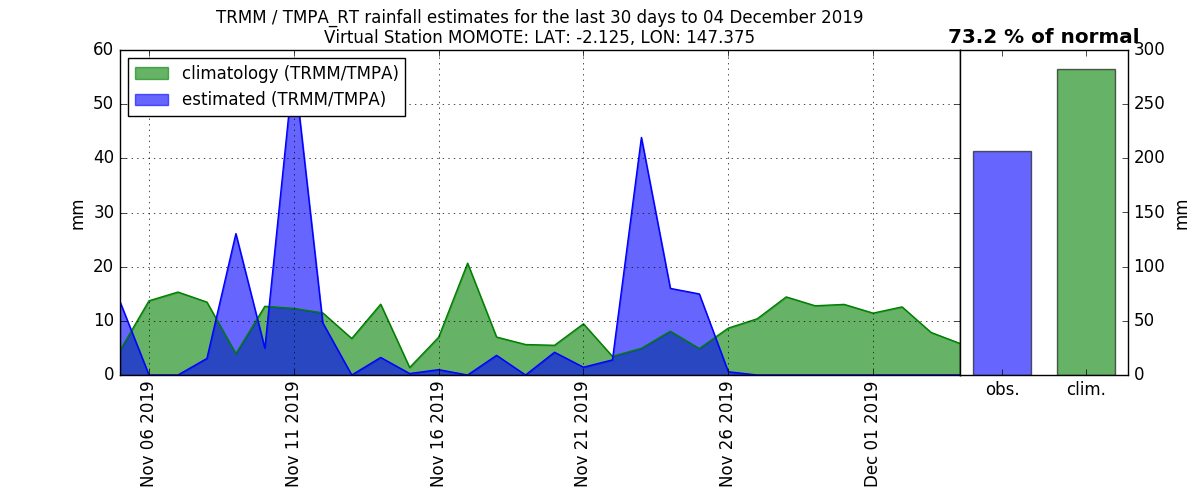 TRMM / TMPA_RT rainfall estimates for the last 30 days to 04 December 2019
Virtual Station MOMOTE: LAT: -2.125, LON: 147.375
73.2 % of normal
climatology (TRMM/TMPA)
estimated (TRMM/TMPA)
60
50
40
30
20
10
0
mm
Nov 06 2019
Nov 11 2019
Nov 16 2019
Nov 21 2019
Nov 26 2019
Dec 01 2019
obs.
clim.
300
250
200
150
100
50
0
mm